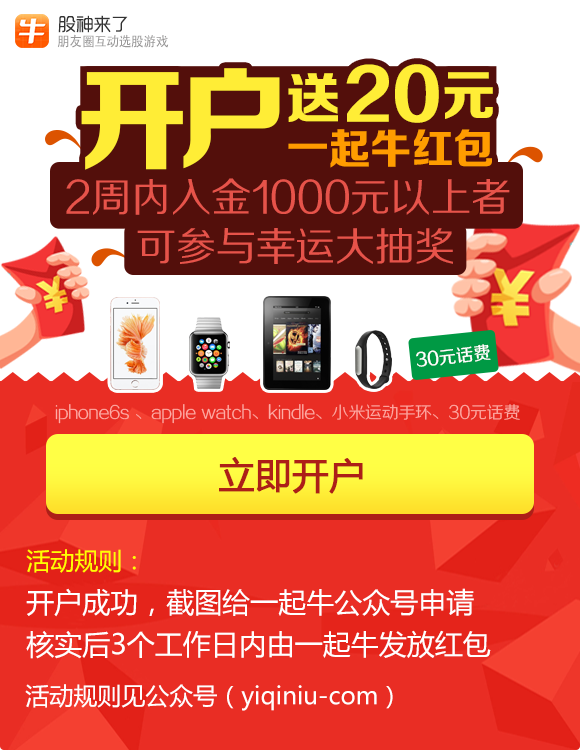 牛
股神来了
朋友圈互动选股游戏
开户送20元
一起牛红包
2周内入金1000元以上者
可参与幸运大抽奖
¥
¥
30元话费
iphone6s 、apple watch、kindle、小米运动手环、30元话费
立即开户
活动规则：
开户成功，截图给一起牛公众号申请
核实后3个工作日内由一起牛发放红包
活动规则见公众号（yiqiniu-com）